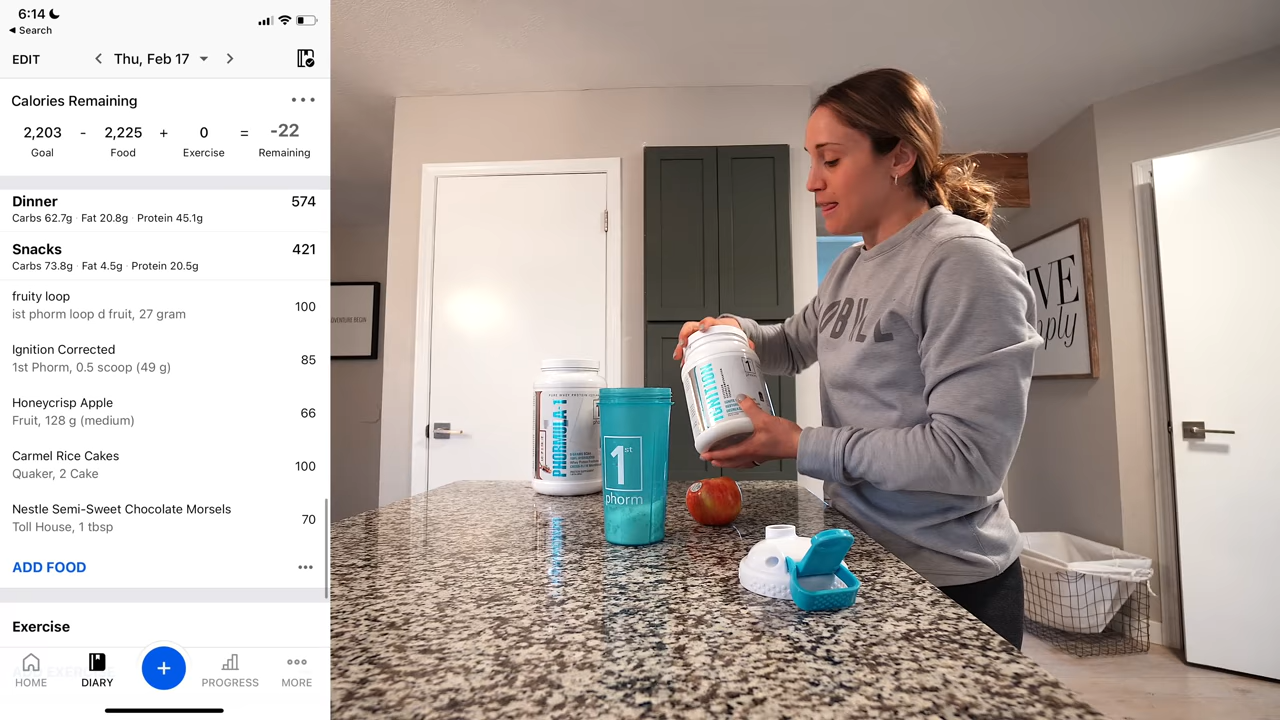 6:14
Search
EDIT
Thu, Feb 17
Calories Remaining
2,203 - 2,225 + 0 = -22
Goal Food Exercise Remaining
Dinner 574
Carbs 62.7g · Fat 20.8g · Protein 45.1g
Snacks 421
Carbs 73.8g · Fat 4.5g · Protein 20.5g
fruity loop
ist phorm loop d fruit, 27 gram
100
Ignition Corrected
1st Phorm, 0.5 scoop (49 g)
85
Honeycrisp Apple
Fruit, 128 g (medium)
66
Carmel Rice Cakes
Quaker, 2 Cake
100
Nestle Semi-Sweet Chocolate Morsels
Toll House, 1 tbsp
70
ADD FOOD
Exercise
HOME DIARY + PROGRESS MORE
PHORMULA-1
1st
phorm
IGNITION
1